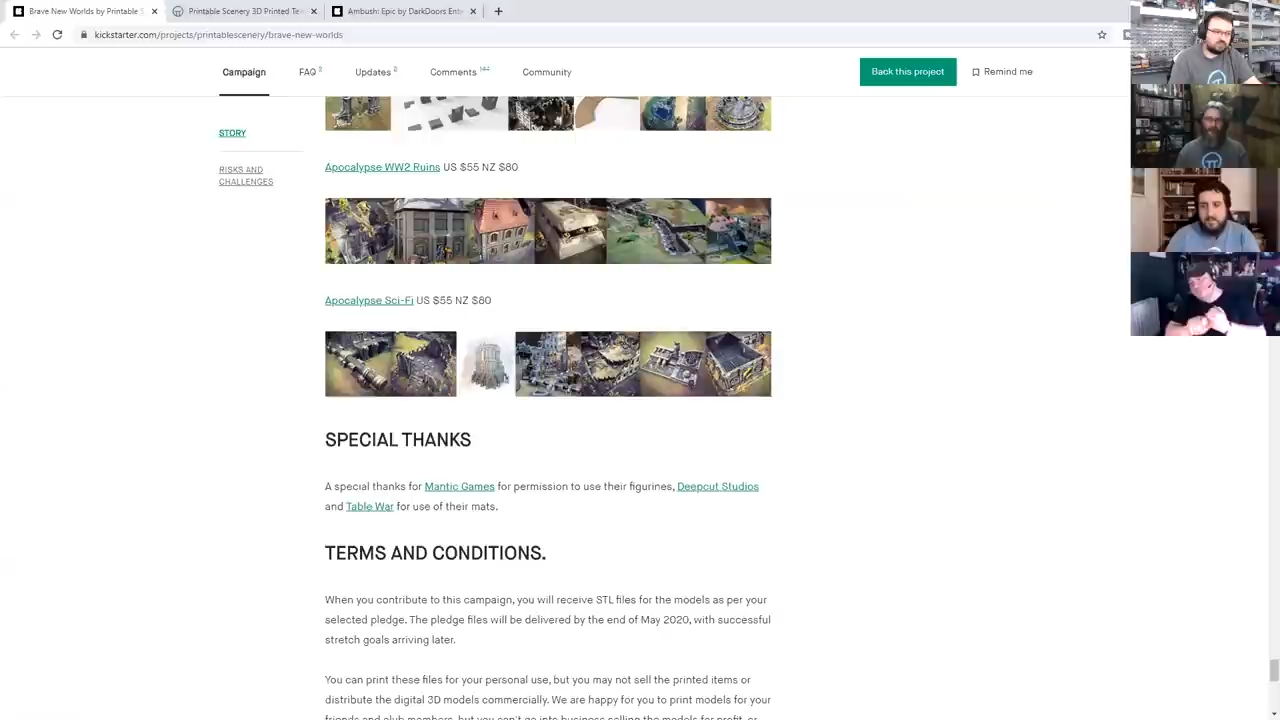 Brave New Worlds by Printable S
Printable Scenery 3D Printed Te
Ambush: Epic by DarkDoors Ent
kickstarter.com/projects/printablescenery/brave-new-worlds
Campaign
FAQ
Updates
Comments 144
Community
Back this project
Remind me
STORY
RISKS AND
CHALLENGES
Apocalypse WW2 Ruins US $55 NZ $80
Apocalypse Sci-Fi US $55 NZ $80
SPECIAL THANKS
A special thanks for Mantic Games for permission to use their figurines, Deepcut Studios
and Table War for use of their mats.
TERMS AND CONDITIONS.
When you contribute to this campaign, you will receive STL files for the models as per your
selected pledge. The pledge files will be delivered by the end of May 2020, with successful
stretch goals arriving later.
You can print these files for your personal use, but you may not sell the printed items or
distribute the digital 3D models commercially. We are happy for you to print models for your
friends and club members, but you can't go into business selling the models for profit, or